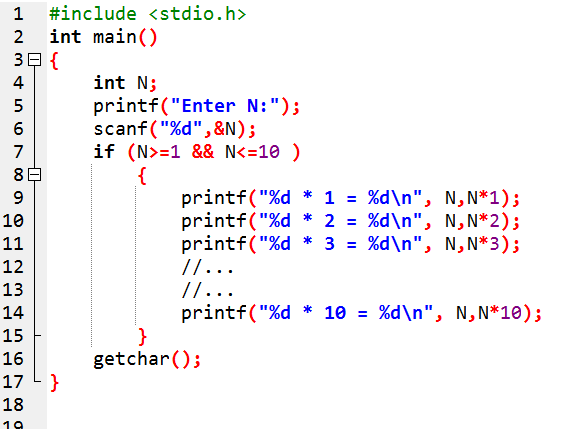 1 #include <stdio.h>
2 int main()
3 {
4 int N;
5 printf("Enter N:");
6 scanf("%d",&N);
7 if (N>=1 && N<=10 )
8 {
9 printf("%d * 1 = %d\n", N,N*1);
10 printf("%d * 2 = %d\n", N,N*2);
11 printf("%d * 3 = %d\n", N,N*3);
12 //...
13 //...
14 printf("%d * 10 = %d\n", N,N*10);
15 }
16 getchar();
17 }
18
19